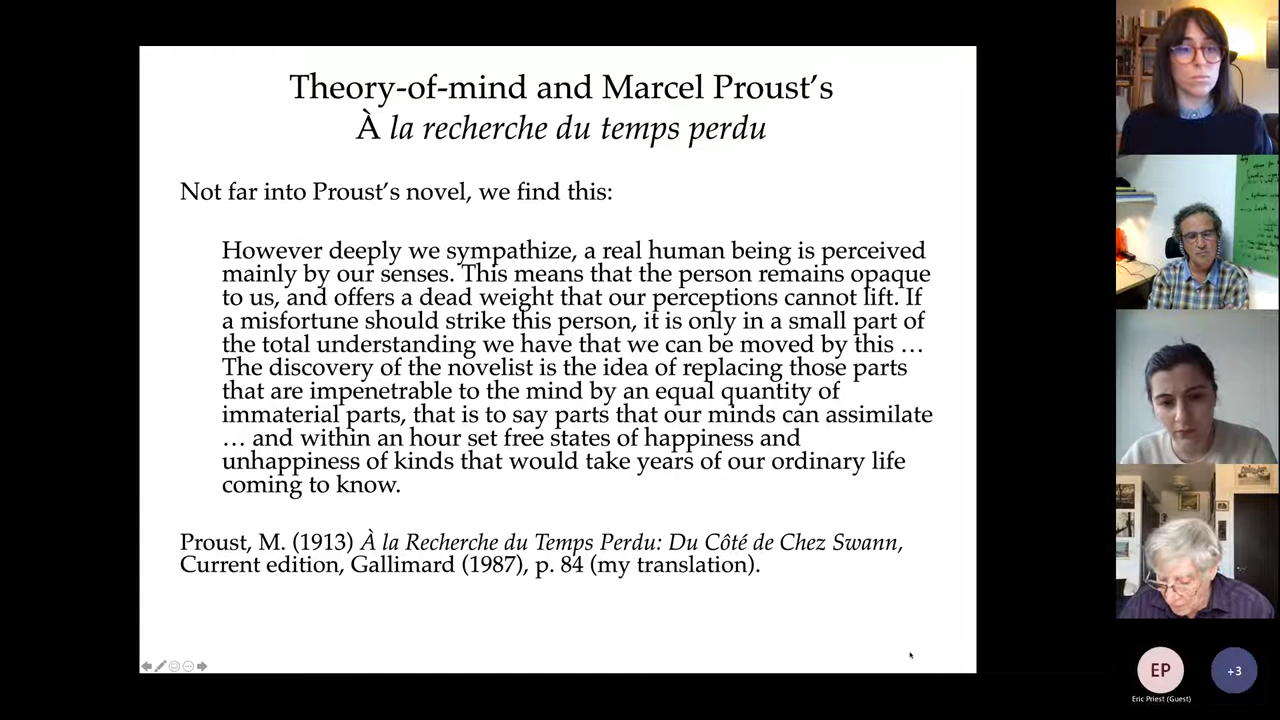 Theory-of-mind and Marcel Proust's
À la recherche du temps perdu
Not far into Proust's novel, we find this:
However deeply we sympathize, a real human being is perceived
mainly by our senses. This means that the person remains opaque
to us, and offers a dead weight that our perceptions cannot lift. If
a misfortune should strike this person, it is only in a small part of
the total understanding we have that we can be moved by this …
The discovery of the novelist is the idea of replacing those parts
that are impenetrable to the mind by an equal quantity of
immaterial parts, that is to say parts that our minds can assimilate
… and within an hour set free states of happiness and
unhappiness of kinds that would take years of our ordinary life
coming to know.
Proust, M. (1913) À la Recherche du Temps Perdu: Du Côté de Chez Swann,
Current edition, Gallimard (1987), p. 84 (my translation).
EP
+3
Eric Priest (Guest)